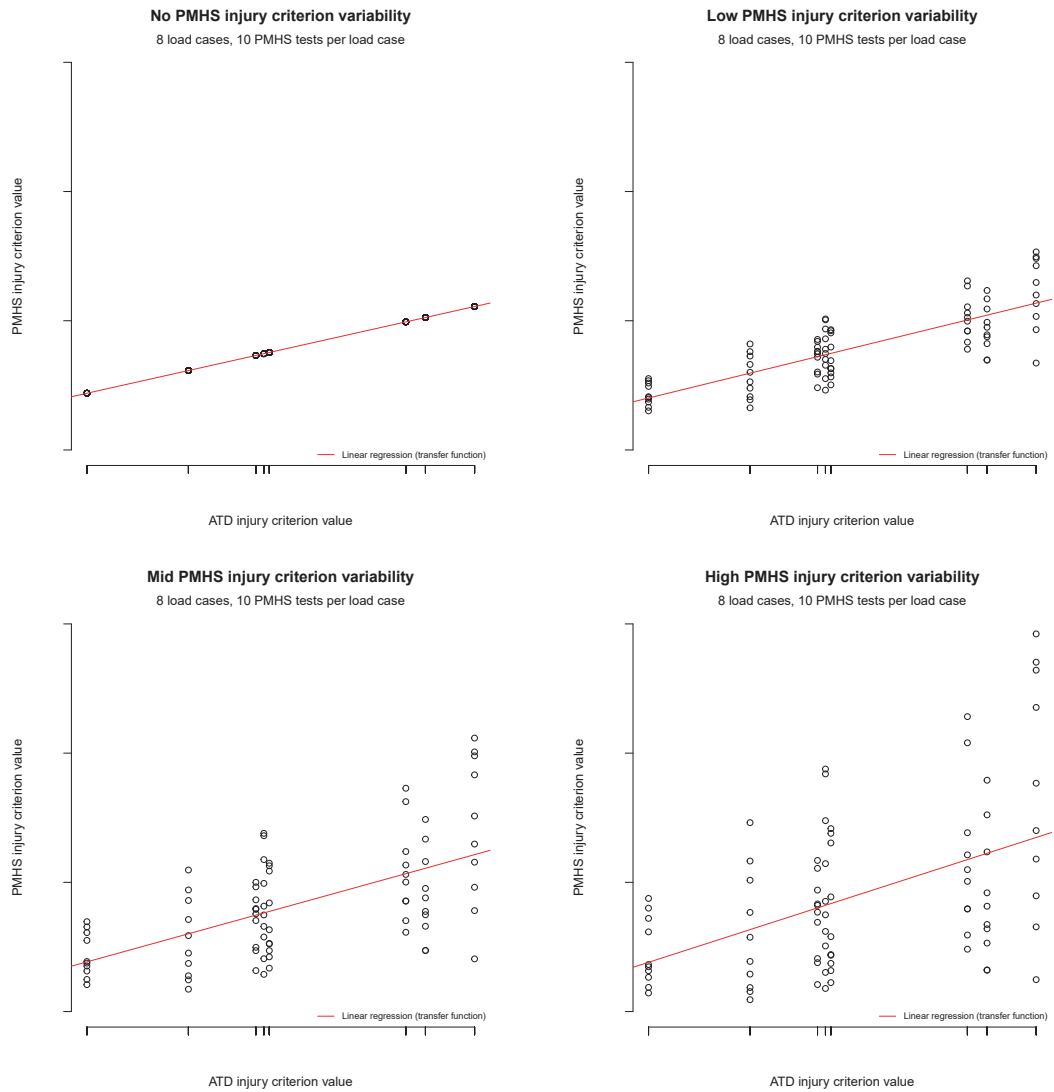 No PMHS injury criterion variability
8 load cases, 10 PMHS tests per load case
PMHS injury criterion value
Linear regression (transfer function)
ATD injury criterion value
Low PMHS injury criterion variability
8 load cases, 10 PMHS tests per load case
PMHS injury criterion value
Linear regression (transfer function)
ATD injury criterion value
Mid PMHS injury criterion variability
8 load cases, 10 PMHS tests per load case
PMHS injury criterion value
Linear regression (transfer function)
ATD injury criterion value
High PMHS injury criterion variability
8 load cases, 10 PMHS tests per load case
PMHS injury criterion value
Linear regression (transfer function)
ATD injury criterion value